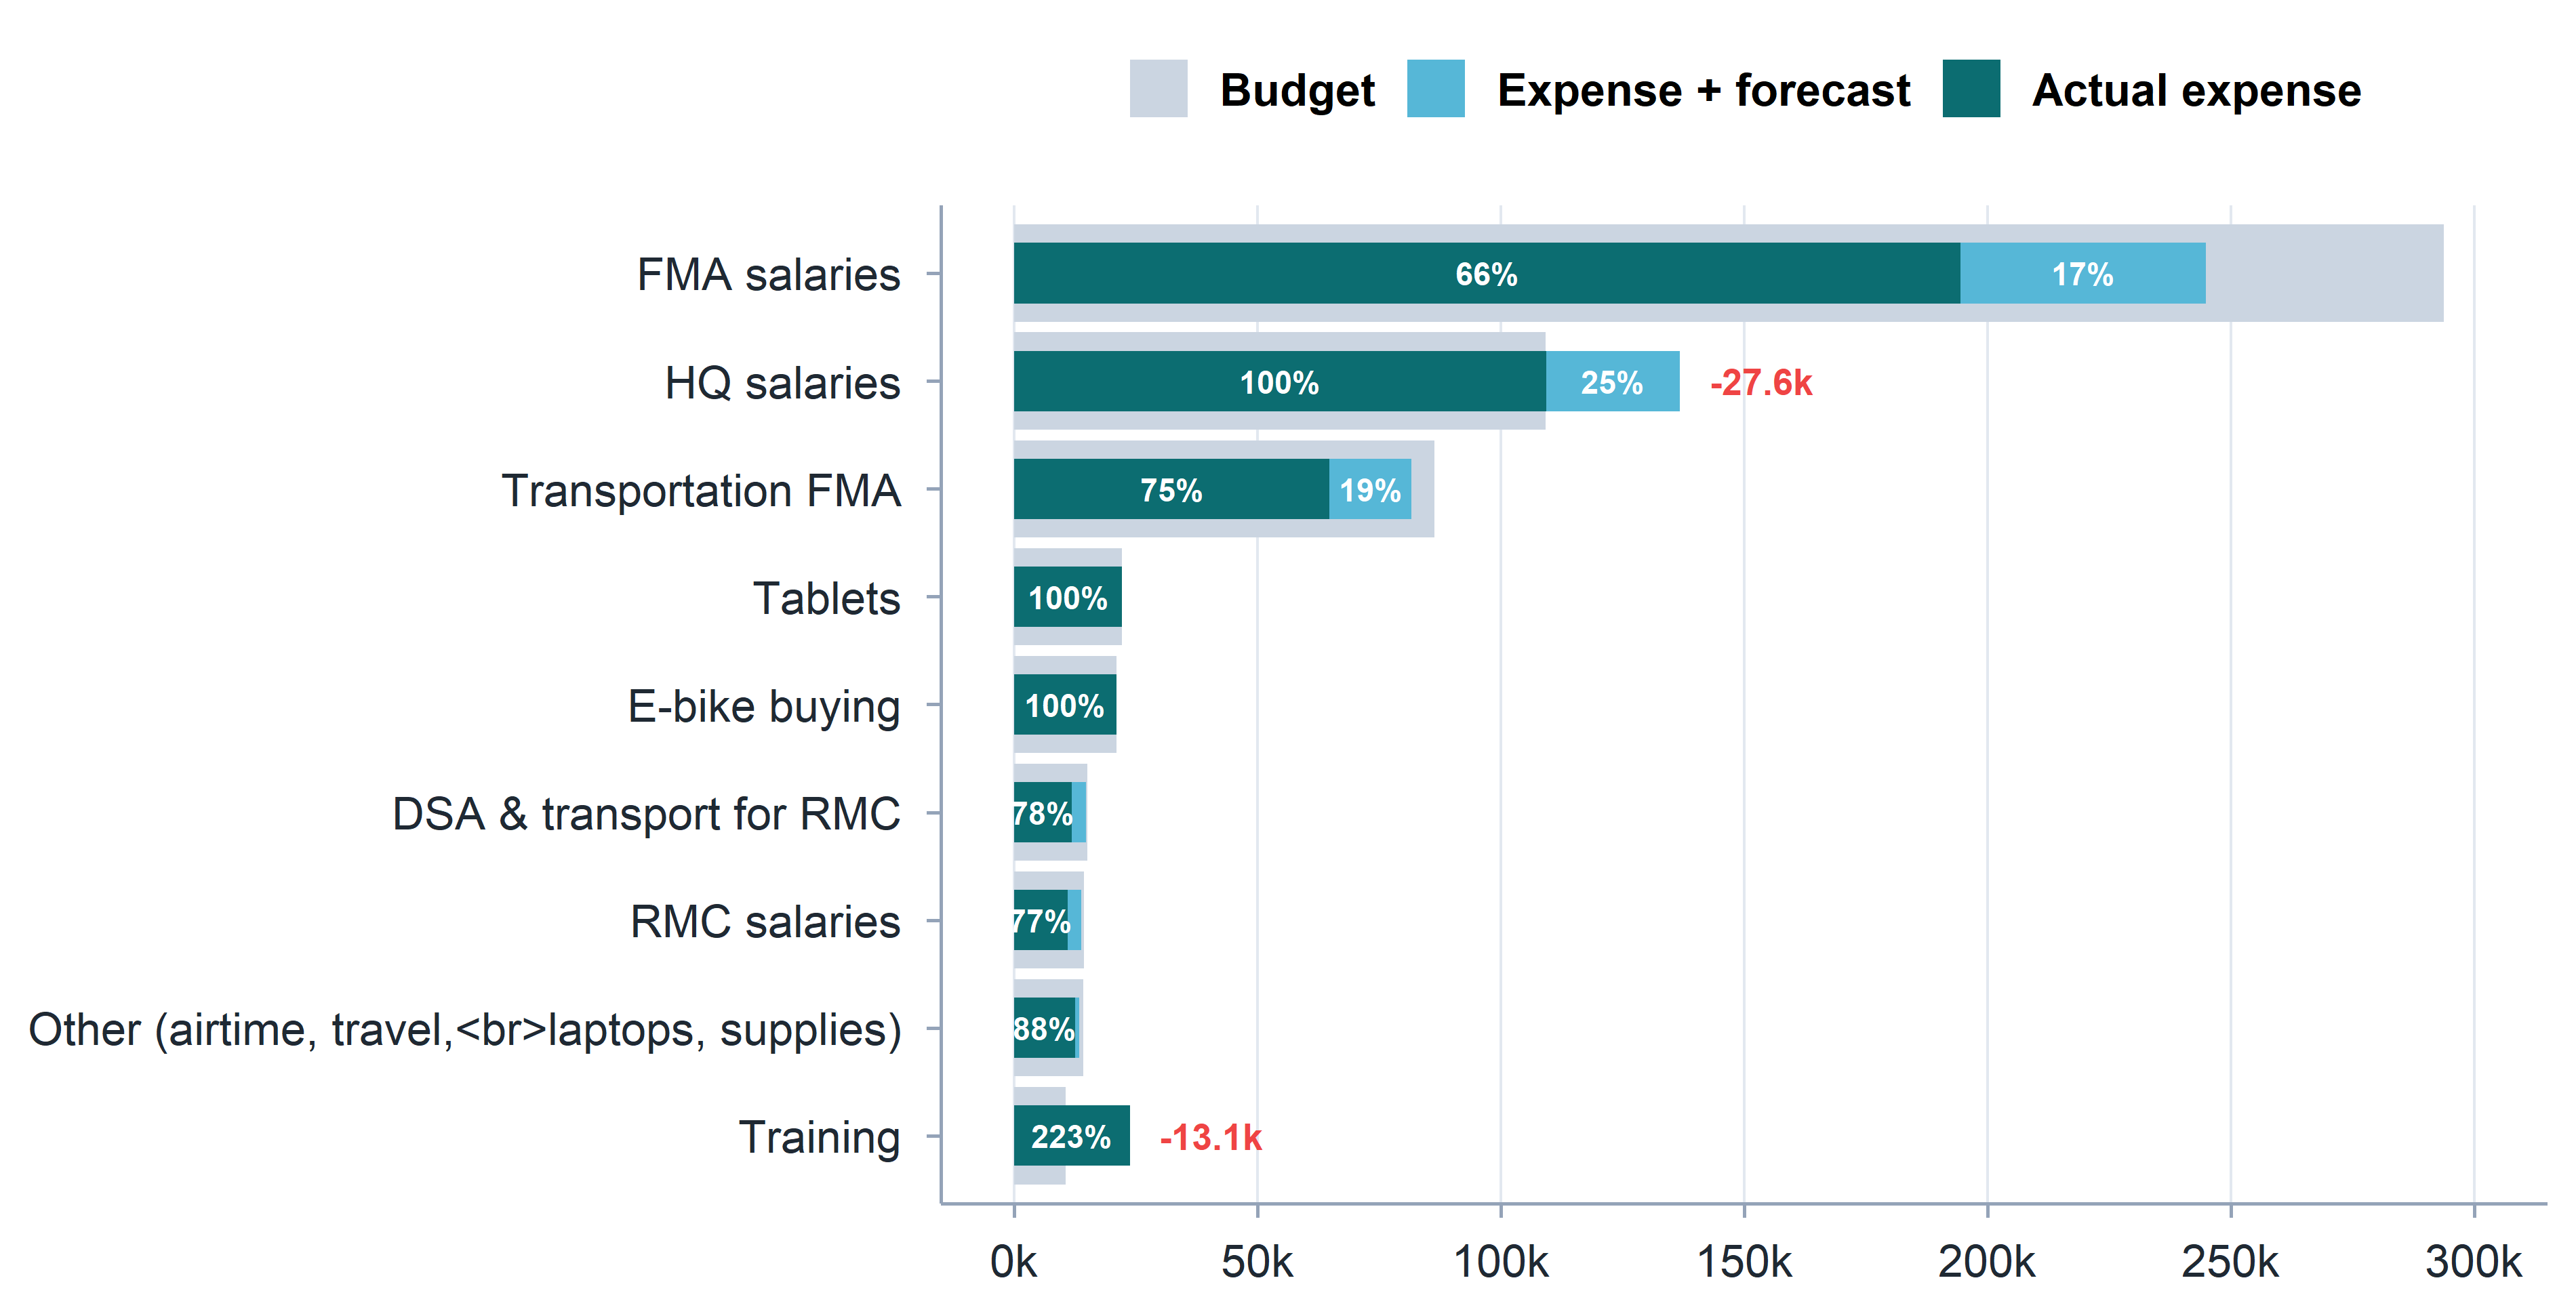 Budget Expense + forecast Actual expense
FMA salaries 66% 17%
HQ salaries 100% 25% -27.6k
Transportation FMA 75% 19%
Tablets 100%
E-bike buying 100%
DSA & transport for RMC 78%
RMC salaries 77%
Other (airtime, travel,<br>laptops, supplies) 88%
Training 223% -13.1k
0k 50k 100k 150k 200k 250k 300k